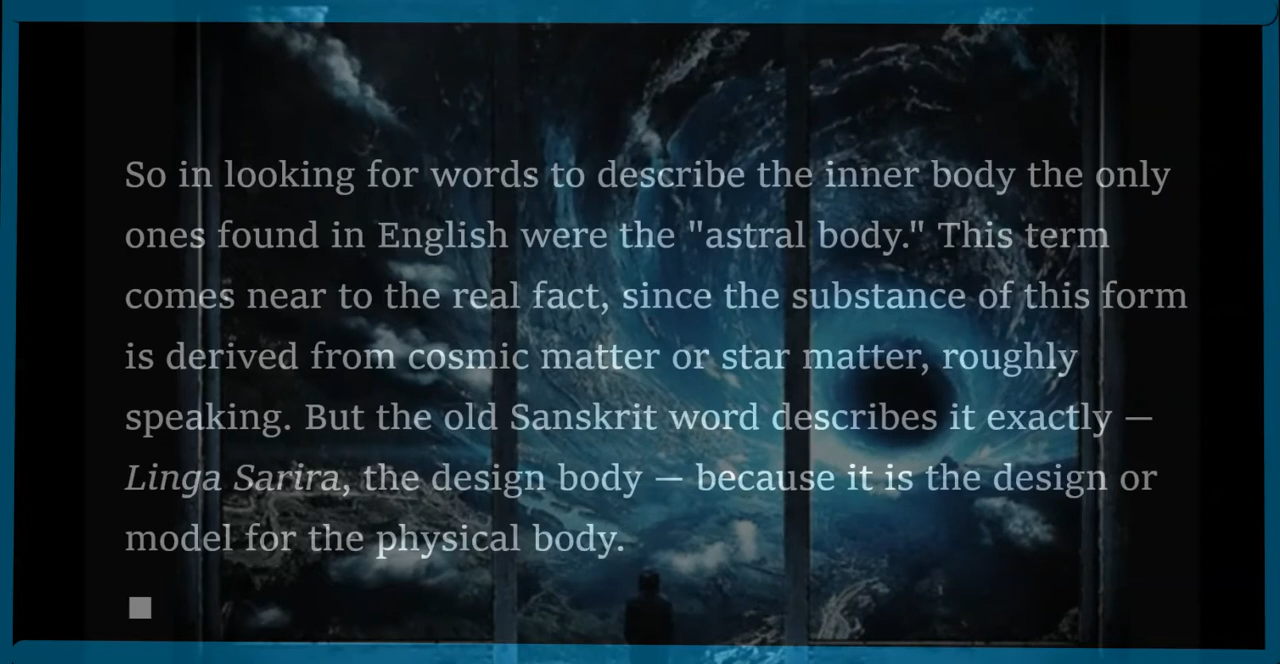 So in looking for words to describe the inner body the only
ones found in English were the "astral body." This term
comes near to the real fact, since the substance of this form
is derived from cosmic matter or star matter, roughly
speaking. But the old Sanskrit word describes it exactly —
Linga Sarira, the design body — because it is the design or
model for the physical body.
■